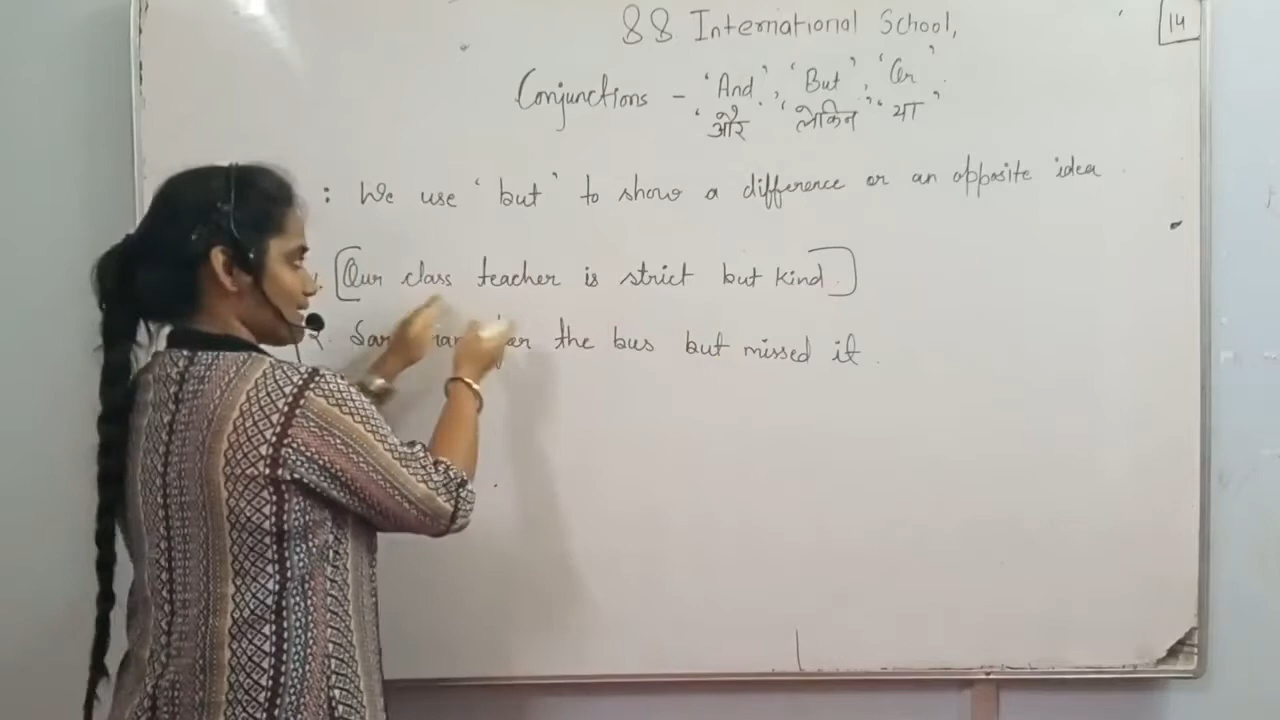 88 International School,
14
Conjunctions - 'And', 'But', 'Or'
'और' 'लेकिन' 'या'
: We use 'but' to show a difference or an opposite idea.
Our class teacher is strict but kind.
2. the bus but missed it.